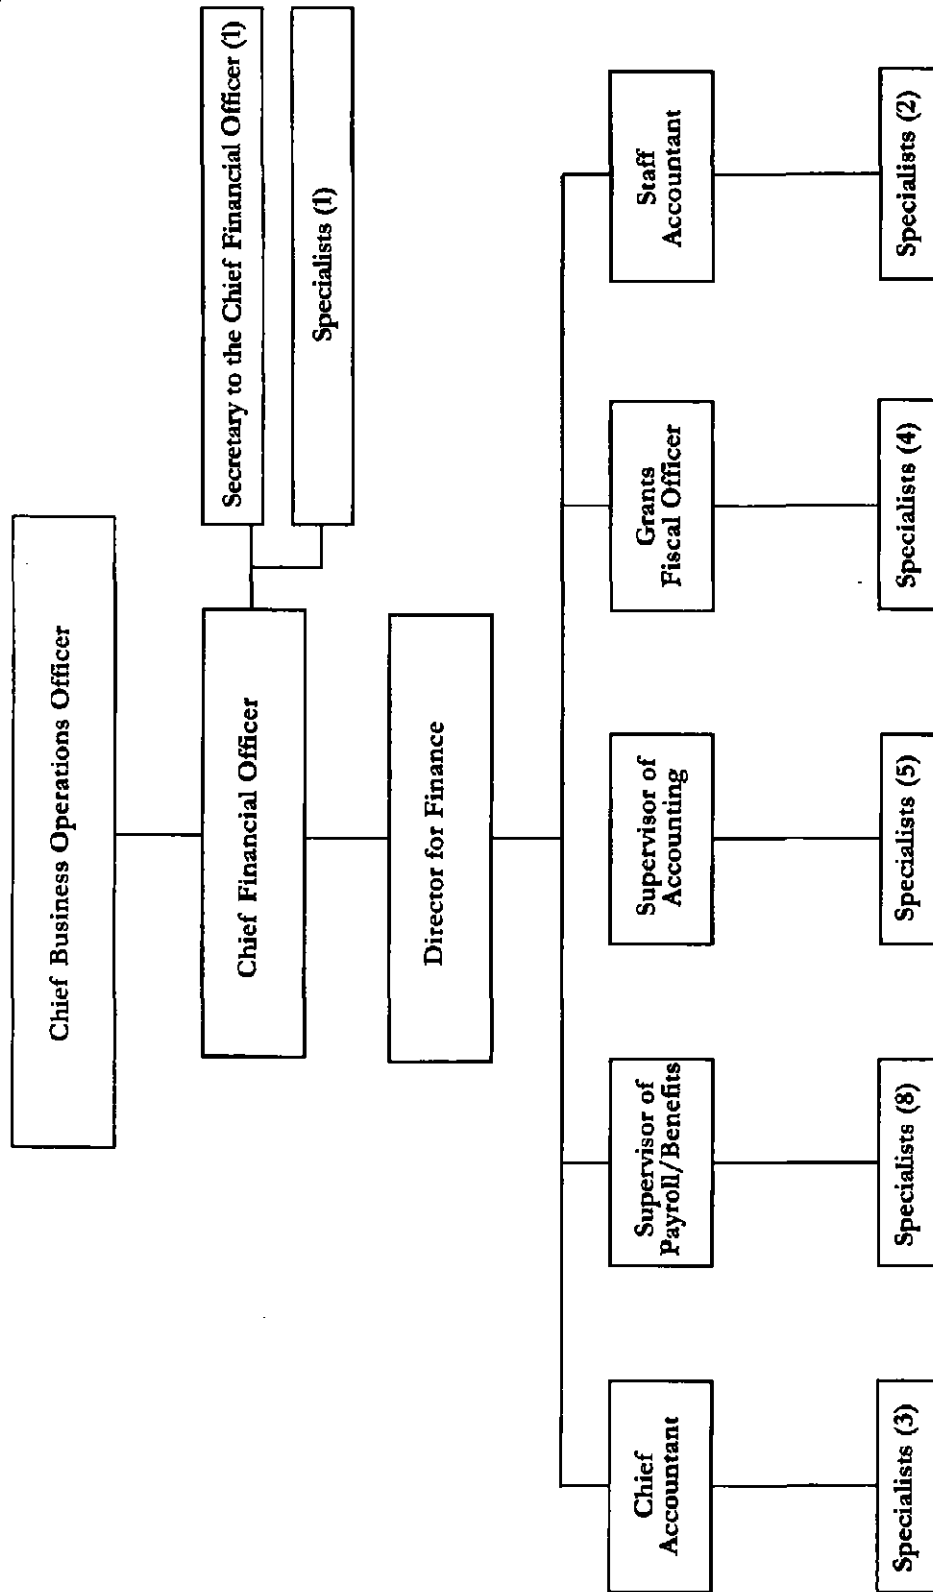 Chief Business Operations Officer
Secretary to the Chief Financial Officer (1)
Chief Financial Officer
Specialists (1)
Director for Finance
Chief
Accountant
Supervisor of
Payroll/Benefits
Supervisor of
Accounting
Grants
Fiscal Officer
Staff
Accountant
Specialists (3)
Specialists (8)
Specialists (5)
Specialists (4)
Specialists (2)